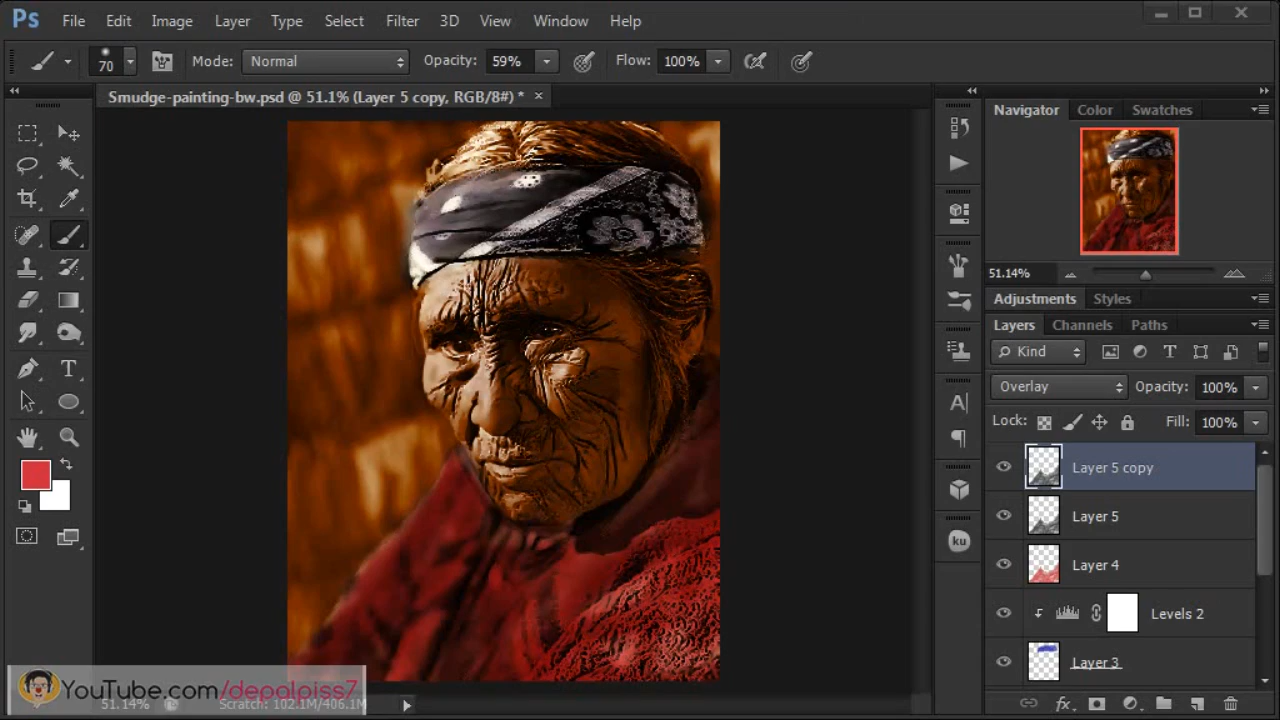 Ps File Edit Image Layer Type Select Filter 3D View Window Help
70 Mode: Normal Opacity: 59% Flow: 100%
Smudge-painting-bw.psd @ 51.1% (Layer 5 copy, RGB/8#) * ×
Navigator Color Swatches
51.14%
Adjustments Styles
Layers Channels Paths
Kind T
Overlay Opacity: 100%
Lock: Fill: 100%
Layer 5 copy
Layer 5
Layer 4
Levels 2
Layer 3
fx
T
A
ku
YouTube.com/depalpiss7
51.14% Scratch: 102.1M/406.1M